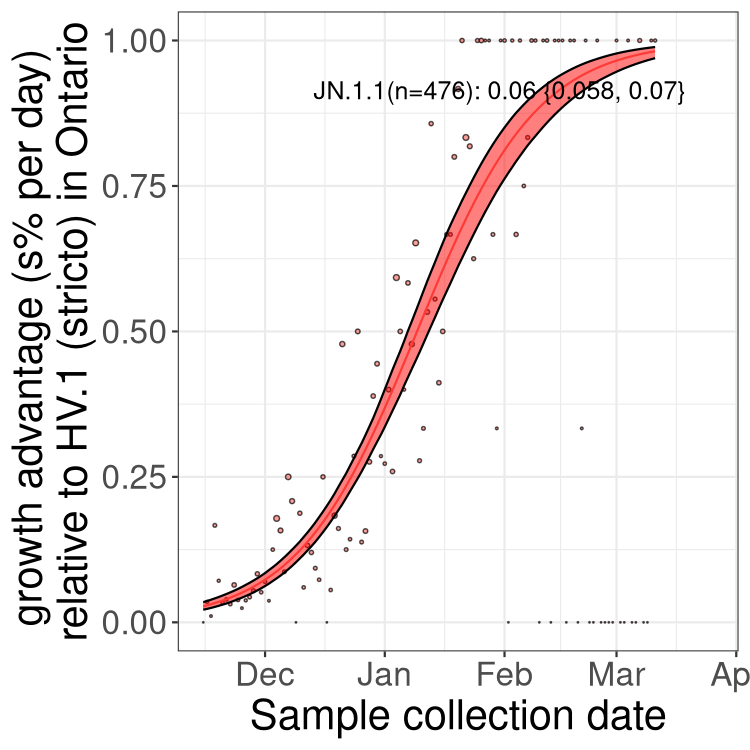 growth advantage (s% per day)
relative to HV.1 (stricto) in Ontario
1.00
0.75
0.50
0.25
0.00
JN.1.1(n=476): 0.06 {0.058, 0.07}
Dec Jan Feb Mar Ap
Sample collection date